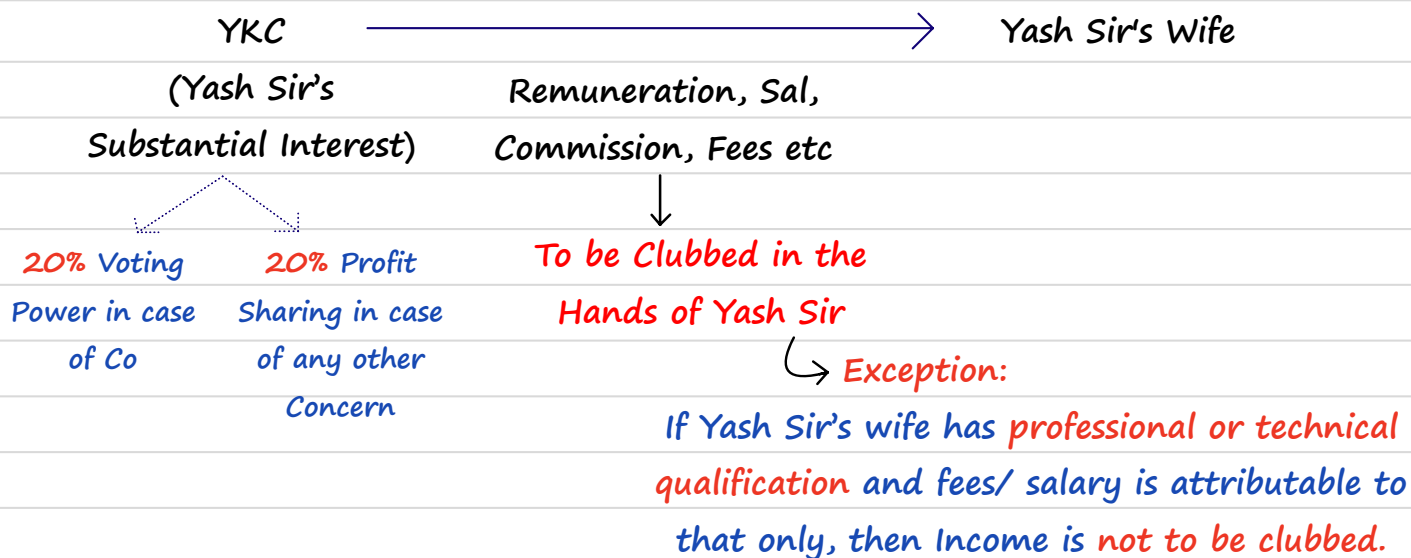 YKC
Yash Sir's Wife
(Yash Sir's
Substantial Interest)
Remuneration, Sal,
Commission, Fees etc
20% Voting
Power in case
of Co
20% Profit
Sharing in case
of any other
Concern
To be Clubbed in the
Hands of Yash Sir
Exception:
If Yash Sir's wife has professional or technical
qualification and fees/ salary is attributable to
that only, then Income is not to be clubbed.